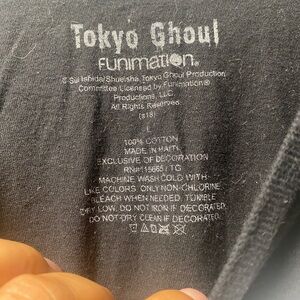 Tokyo Ghoul
FUNIMATION®
© Sui Ishida/Shueisha, Tokyo Ghoul Production
Committee Licensed by Funimation®
Productions, LLC.
All Rights Reserved.
(s18)
L
100% COTTON
MADE IN HAITI
EXCLUSIVE OF DECORATION
RN#115665 / TG
MACHINE WASH COLD WITH
LIKE COLORS. ONLY NON-CHLORINE
BLEACH WHEN NEEDED. TUMBLE
DRY LOW. DO NOT IRON IF DECORATED.
DO NOT DRY CLEAN IF DECORATED.